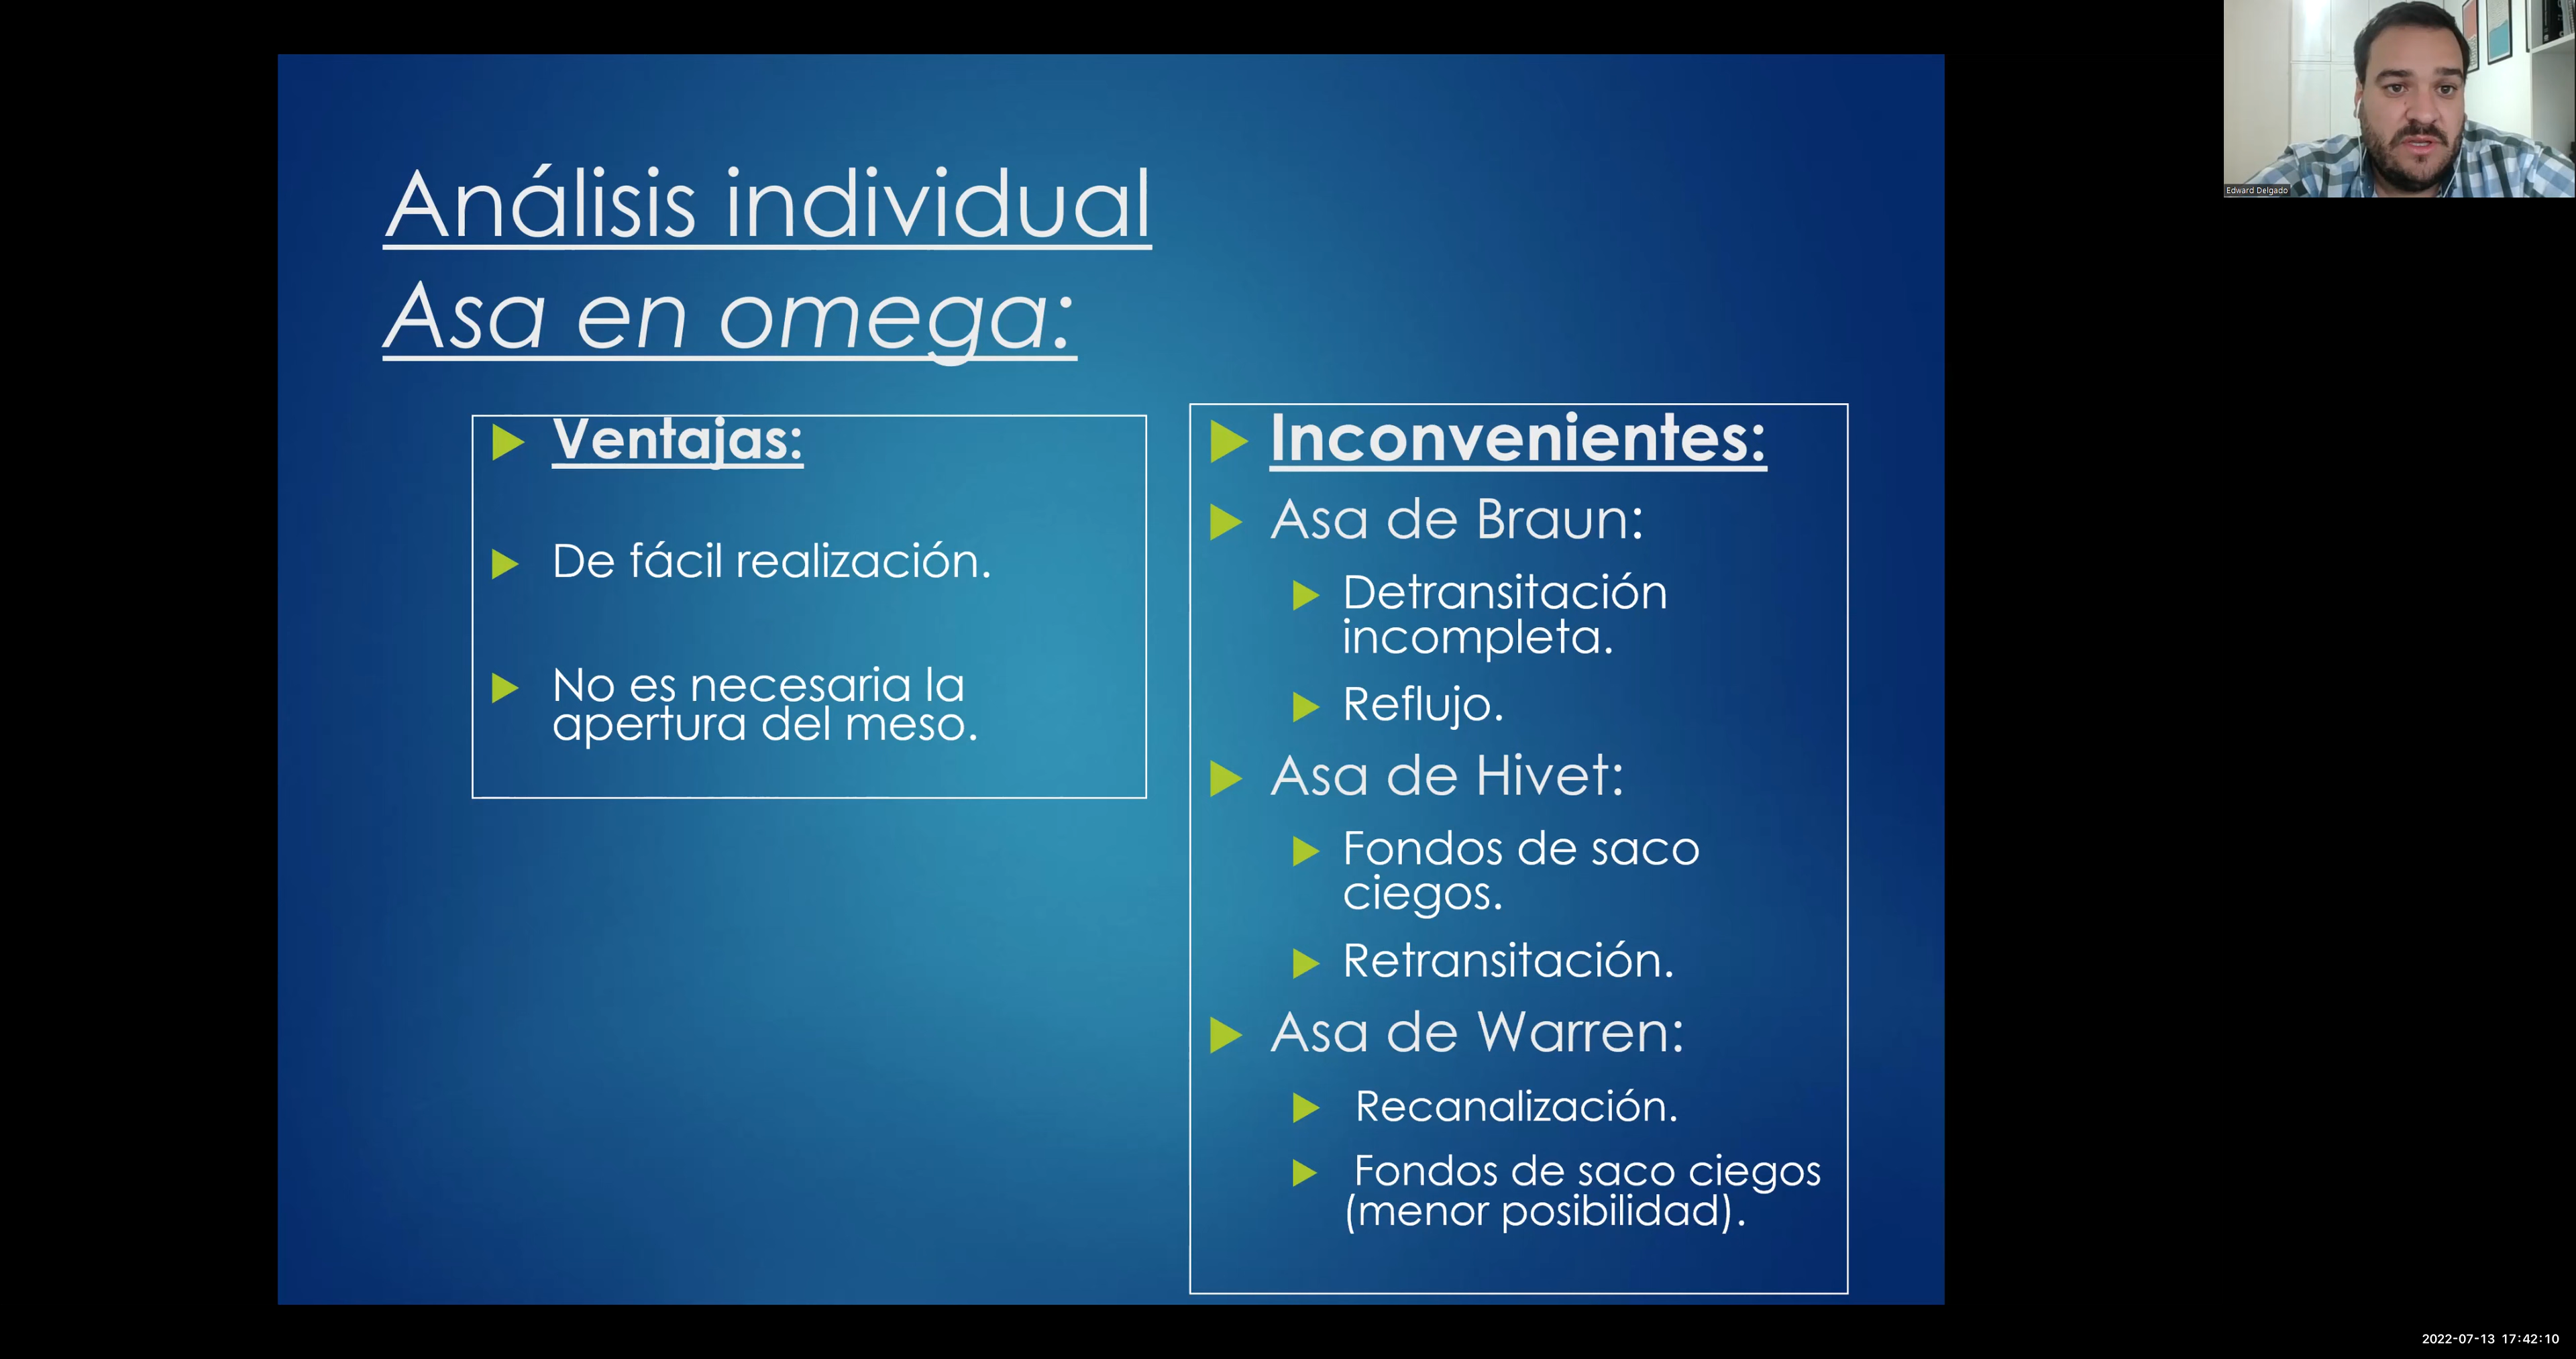 Análisis individual
Asa en omega:
Ventajas:
De fácil realización.
No es necesaria la
apertura del meso.
Inconvenientes:
Asa de Braun:
Detransitación
incompleta.
Reflujo.
Asa de Hivet:
Fondos de saco
ciegos.
Retransitación.
Asa de Warren:
Recanalización.
Fondos de saco ciegos
(menor posibilidad).
Edward Delgado
2022-07-13 17:42:10